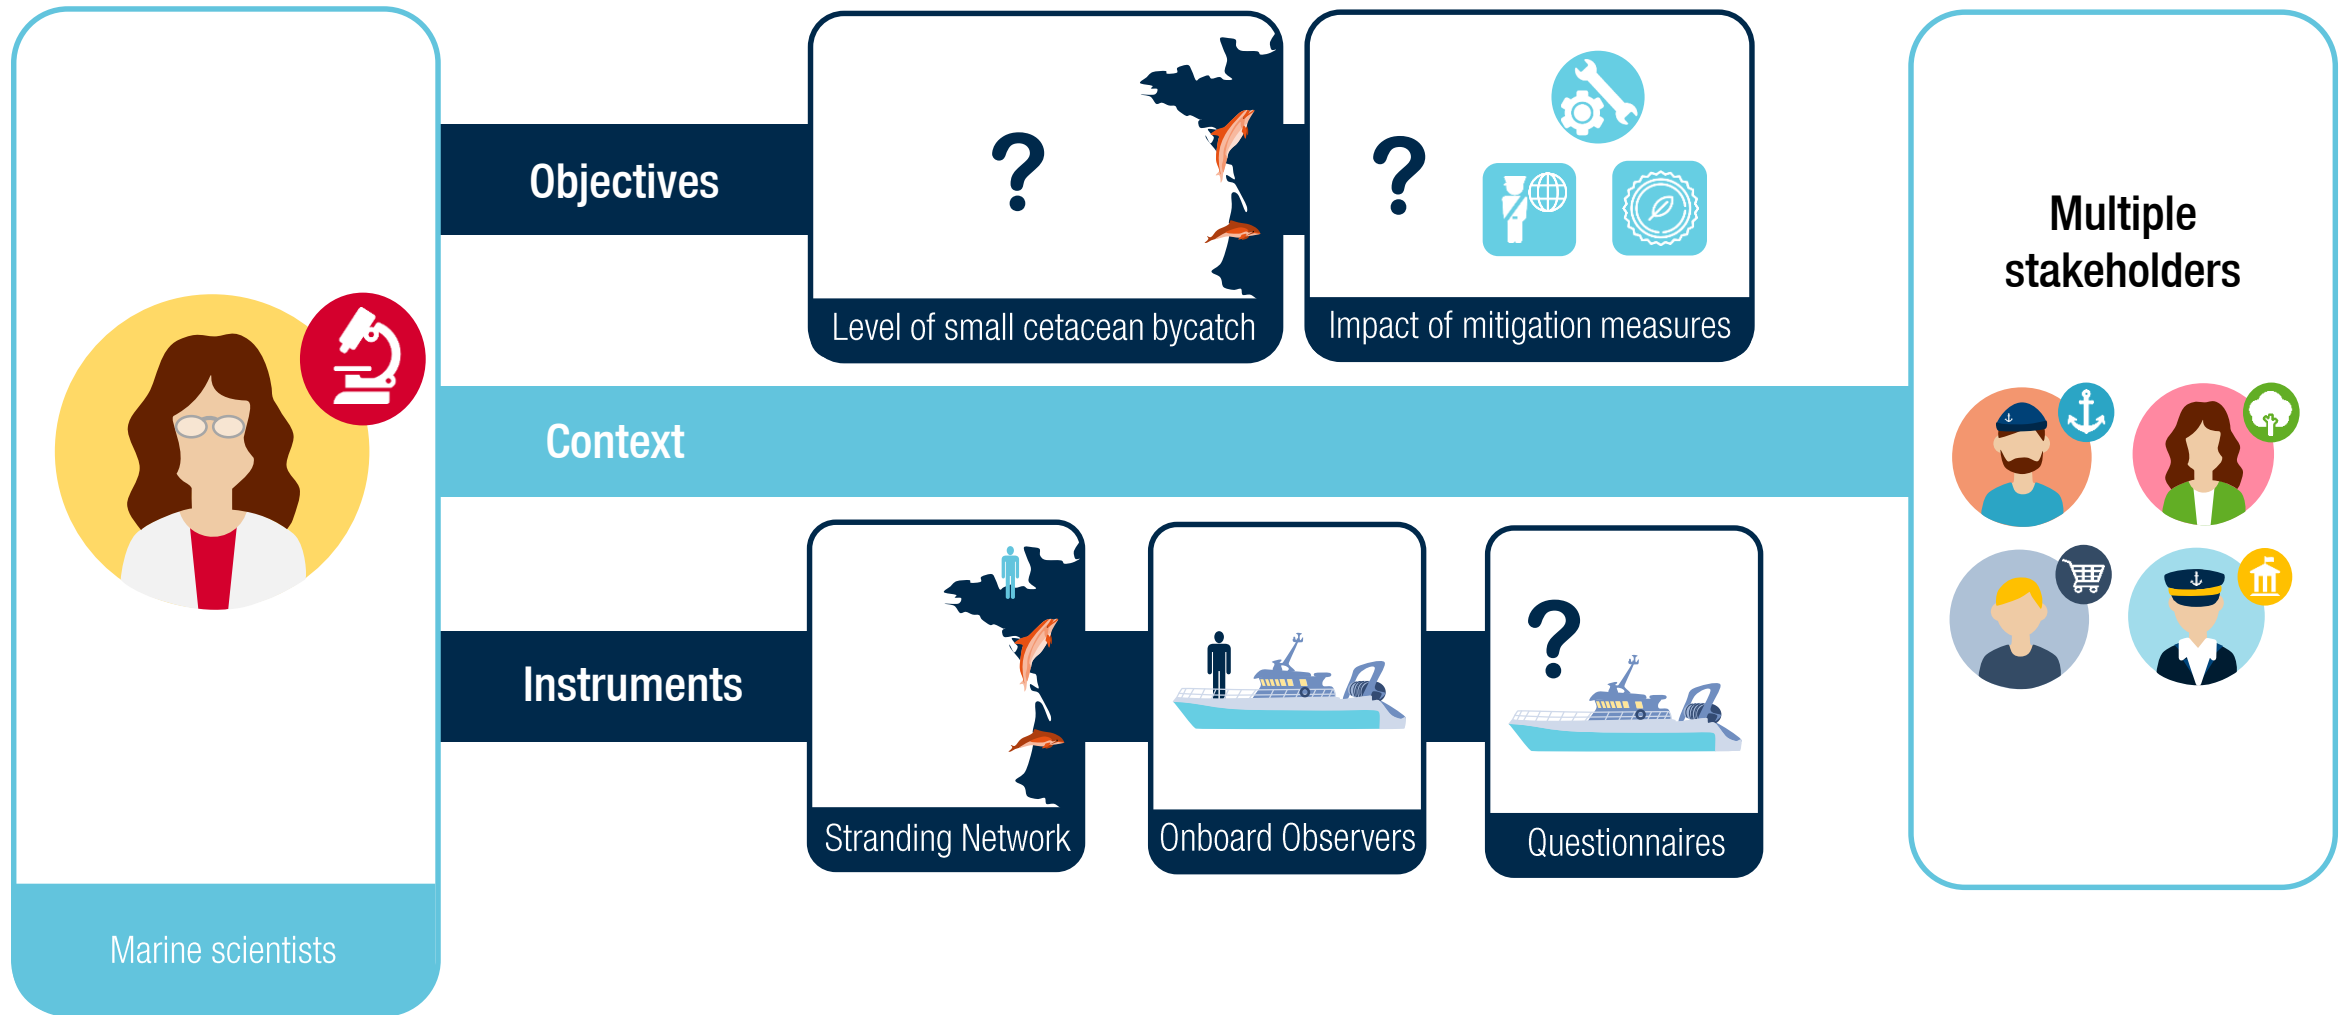 Objectives
?
Level of small cetacean bycatch
?
Impact of mitigation measures
Multiple
stakeholders
Context
Instruments
Stranding Network
Onboard Observers
?
Questionnaires
Marine scientists